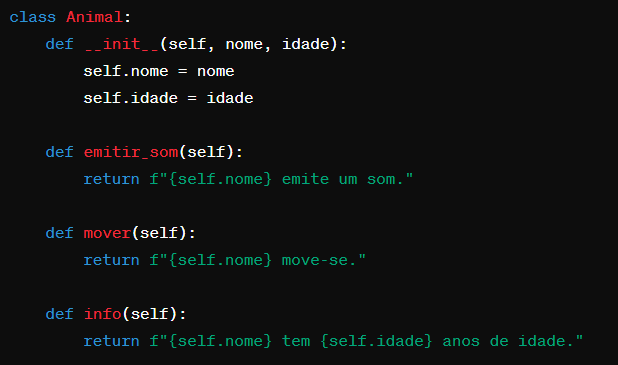 class Animal:
    def __init__(self, nome, idade):
        self.nome = nome
        self.idade = idade

    def emitir_som(self):
        return f"{self.nome} emite um som."

    def mover(self):
        return f"{self.nome} move-se."

    def info(self):
        return f"{self.nome} tem {self.idade} anos de idade."